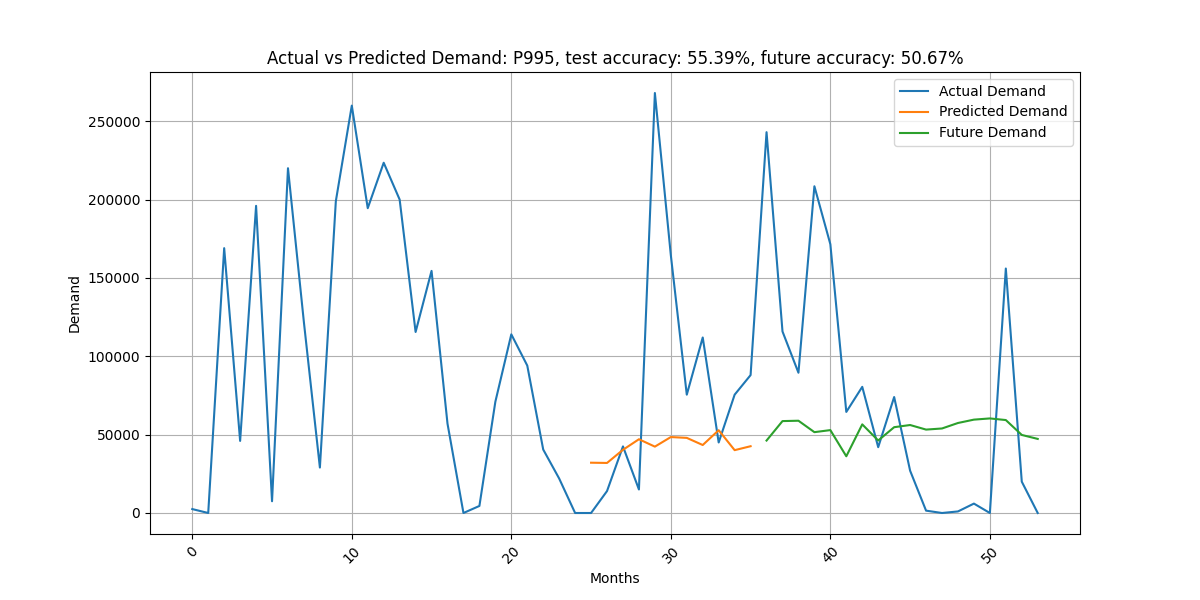 Actual vs Predicted Demand: P995, test accuracy: 55.39%, future accuracy: 50.67%
Actual Demand
Predicted Demand
Future Demand
250000
200000
150000
100000
50000
0
Demand
0
10
20
30
40
50
Months